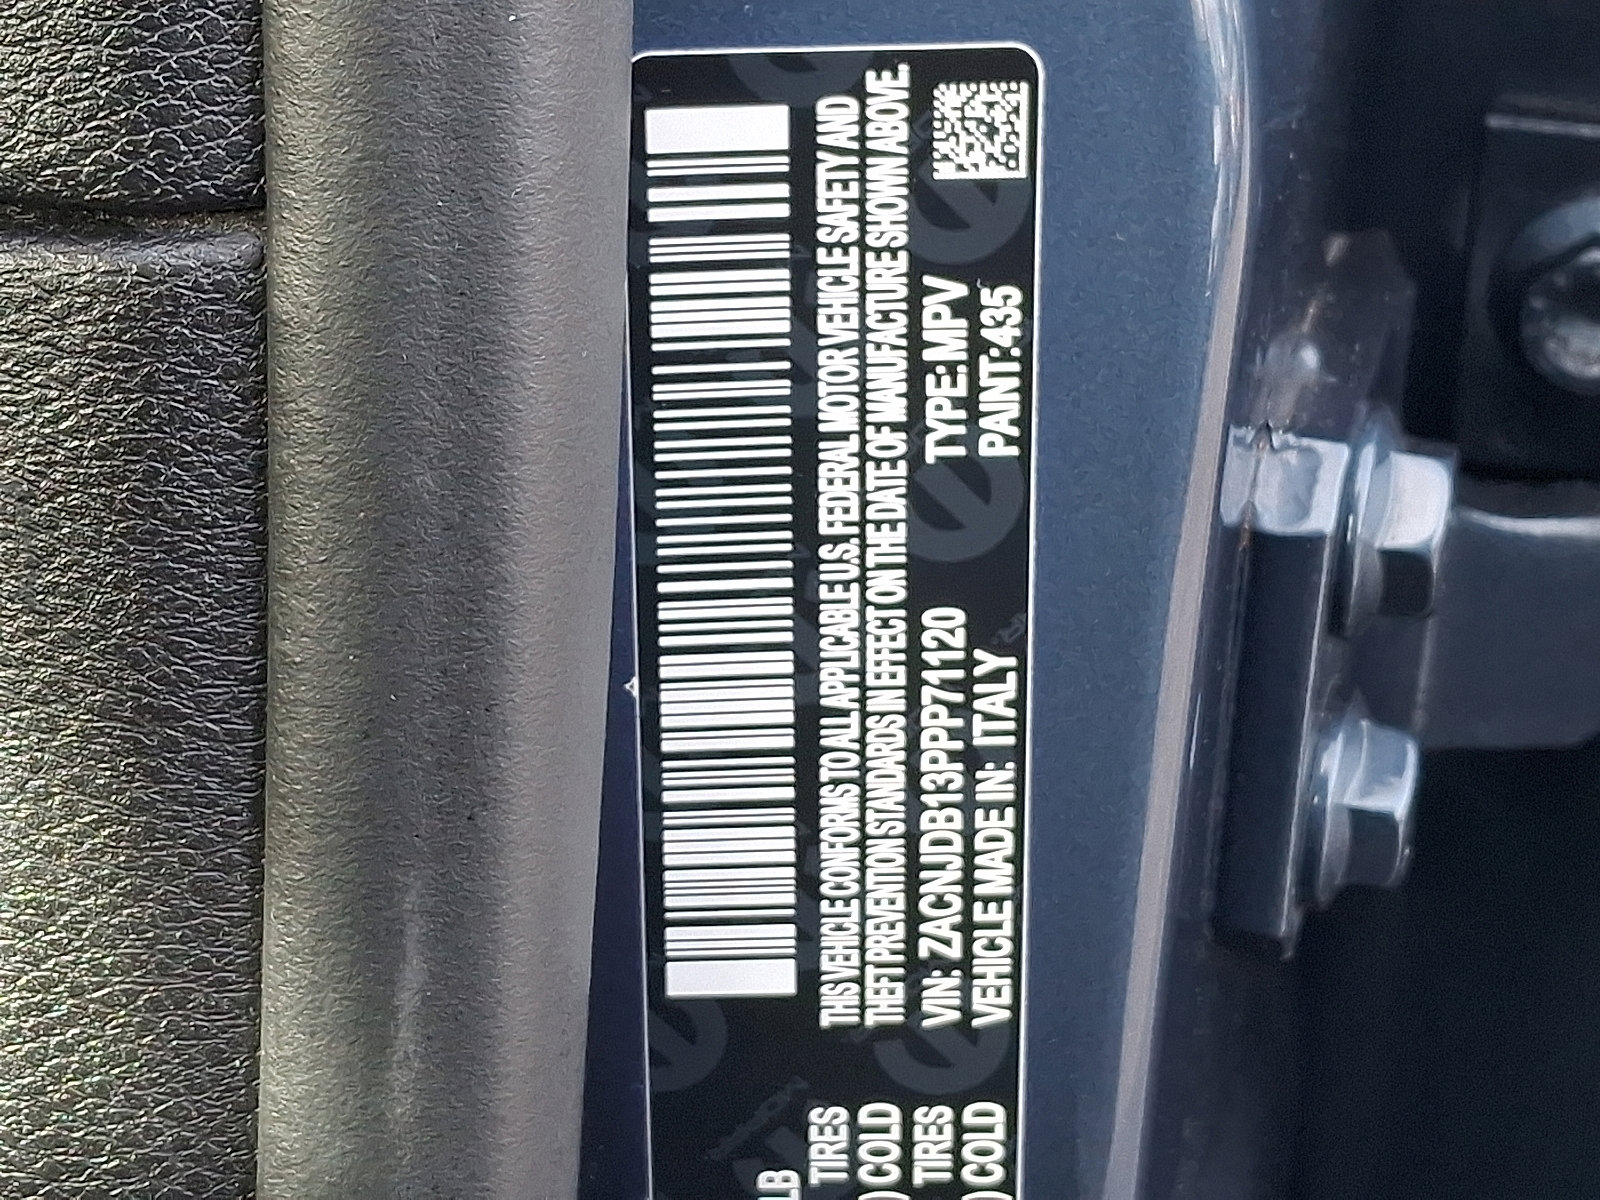 THIS VEHICLE CONFORMS TO ALL APPLICABLE U.S. FEDERAL MOTOR VEHICLE SAFETY AND
THEFT PREVENTION STANDARDS IN EFFECT ON THE DATE OF MANUFACTURE SHOWN ABOVE.
VIN: ZACNJDB13PPP71120 TYPE: MPV
VEHICLE MADE IN: ITALY PAINT:435
LB
TIRES
) COLD
TIRES
) COLD